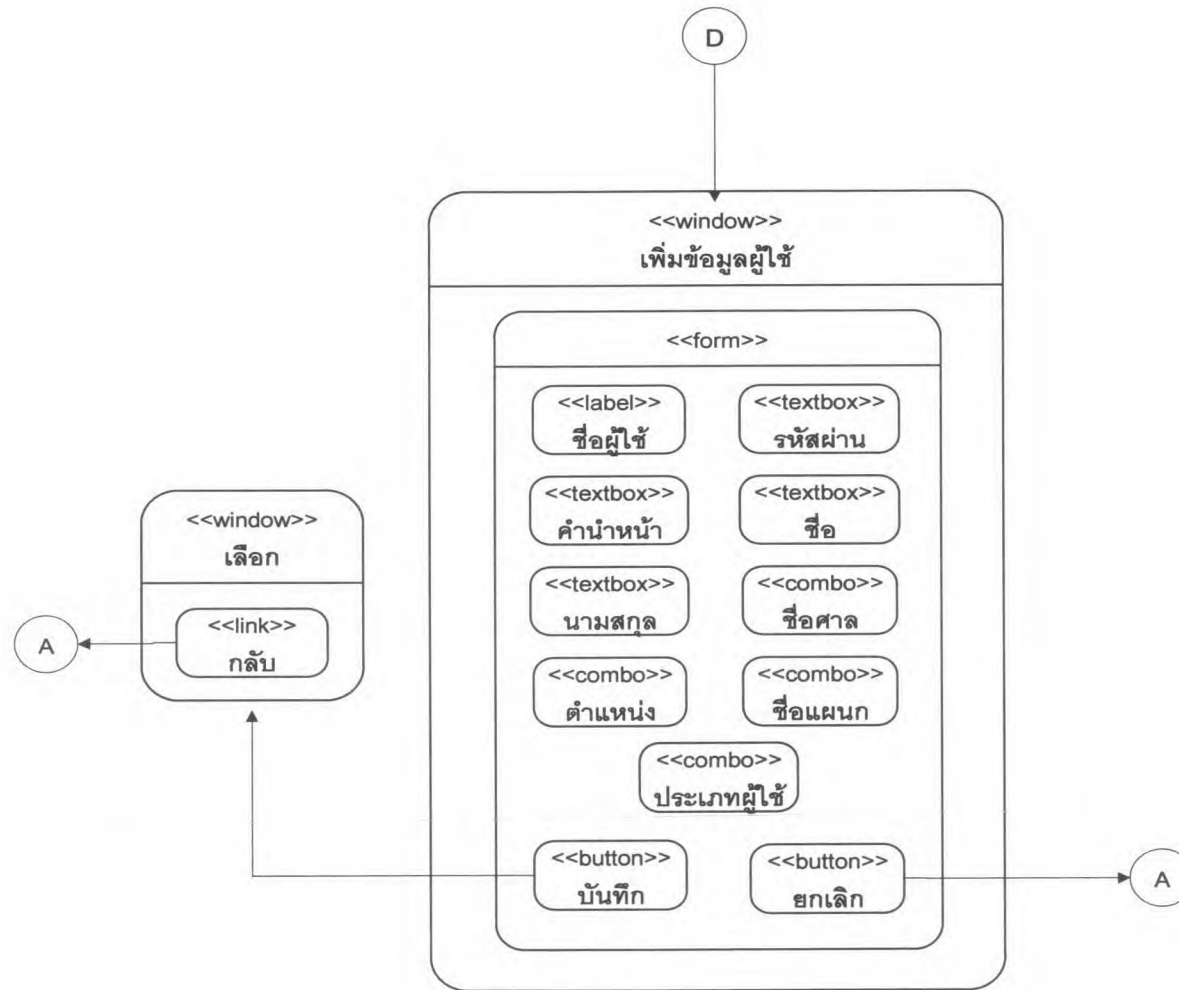 D
<<window>>
เพิ่มข้อมูลผู้ใช้
<<form>>
<<label>>
ชื่อผู้ใช้
<<textbox>>
รหัสผ่าน
<<textbox>>
คำนำหน้า
<<textbox>>
ชื่อ
<<textbox>>
นามสกุล
<<combo>>
ชื่อศาล
<<combo>>
ตำแหน่ง
<<combo>>
ชื่อแผนก
<<combo>>
ประเภทผู้ใช้
<<button>>
บันทึก
<<button>>
ยกเลิก
<<window>>
เลือก
<<link>>
กลับ
A
A